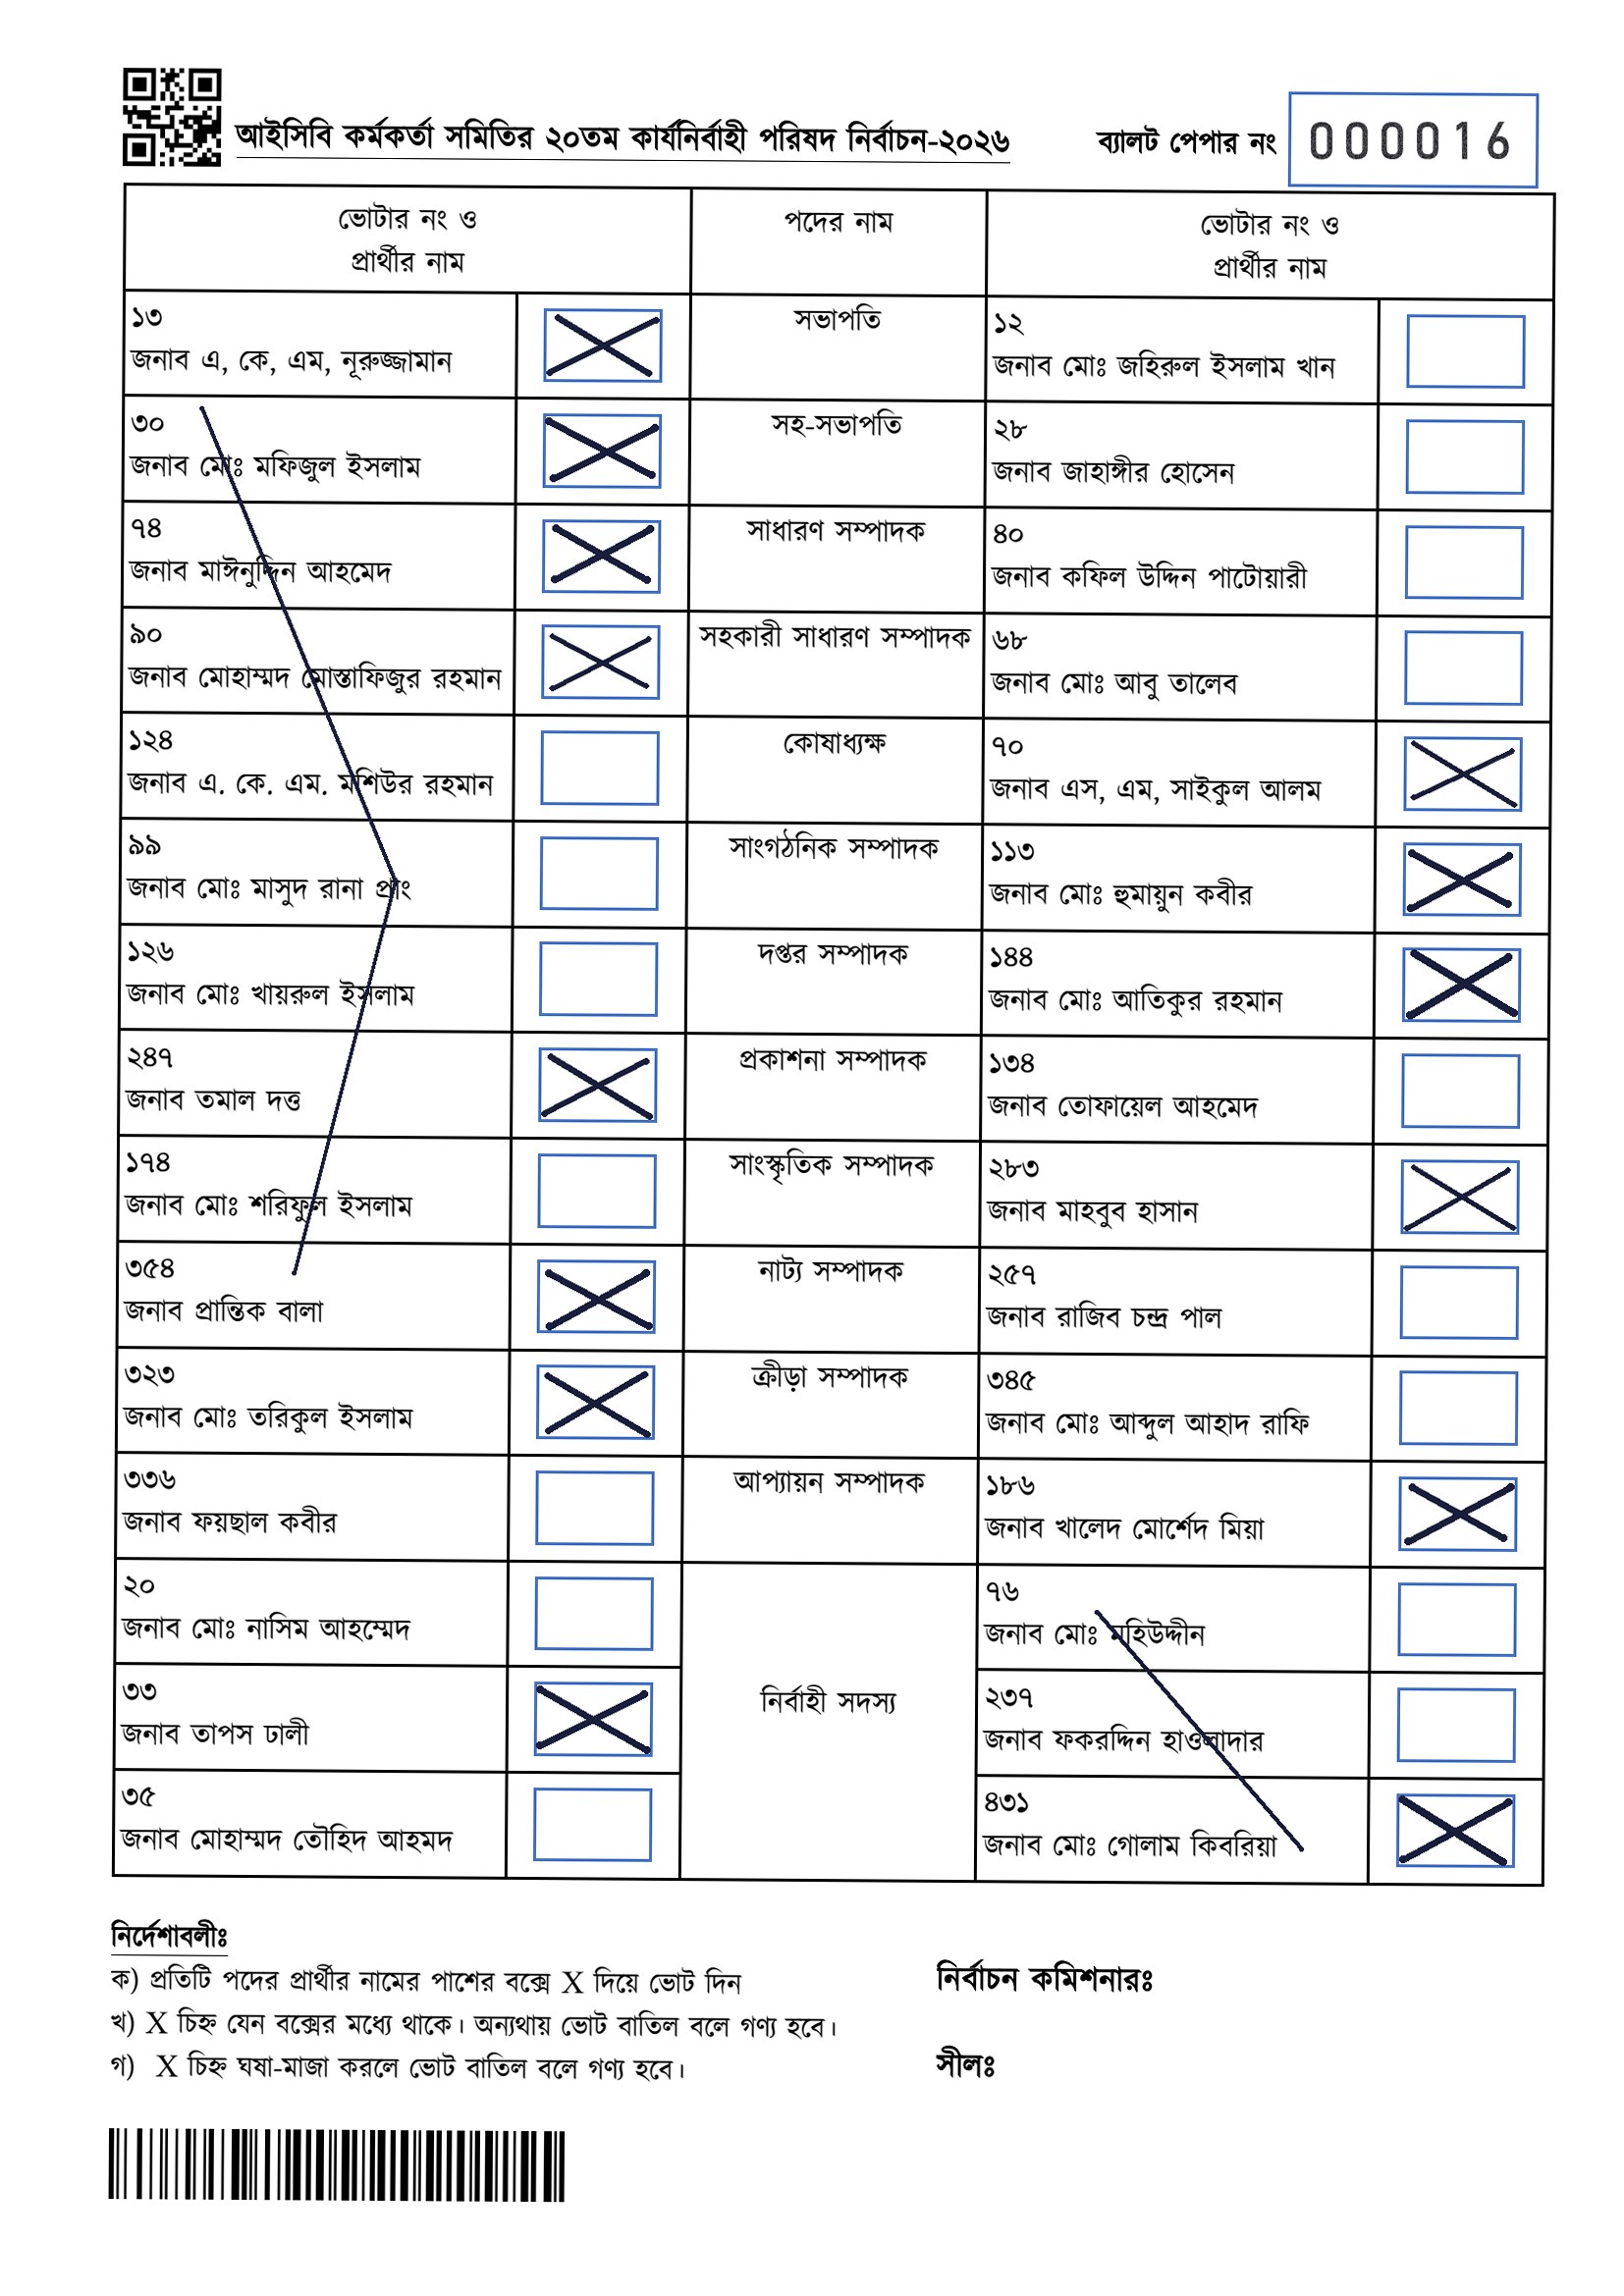 আইসিবি কর্মকর্তা সমিতির ২০তম কার্যনির্বাহী পরিষদ নির্বাচন-২০২৬ ব্যালট পেপার নং 000016
ভোটার নং ও
প্রার্থীর নাম
পদের নাম
ভোটার নং ও
প্রার্থীর নাম
১৩
জনাব এ, কে, এম, নূরুজ্জামান
সভাপতি
১২
জনাব মোঃ জহিরুল ইসলাম খান
৩০
জনাব মোঃ মফিজুল ইসলাম
সহ-সভাপতি
২৮
জনাব জাহাঙ্গীর হোসেন
৭৪
জনাব মাঈনুদ্দিন আহমেদ
সাধারণ সম্পাদক
৪০
জনাব কফিল উদ্দিন পাটোয়ারী
৯০
জনাব মোহাম্মদ মোস্তাফিজুর রহমান
সহকারী সাধারণ সম্পাদক
৬৮
জনাব মোঃ আবু তালেব
১২৪
জনাব এ. কে. এম. মশিউর রহমান
কোষাধ্যক্ষ
৭০
জনাব এস, এম, সাইকুল আলম
৯৯
জনাব মোঃ মাসুদ রানা প্রাং
সাংগঠনিক সম্পাদক
১১৩
জনাব মোঃ হুমায়ুন কবীর
১২৬
জনাব মোঃ খায়রুল ইসলাম
দপ্তর সম্পাদক
১৪৪
জনাব মোঃ আতিকুর রহমান
২৪৭
জনাব তমাল দত্ত
প্রকাশনা সম্পাদক
১৩৪
জনাব তোফায়েল আহমেদ
১৭৪
জনাব মোঃ শরিফুল ইসলাম
সাংস্কৃতিক সম্পাদক
২৮৩
জনাব মাহবুব হাসান
৩৫৪
জনাব প্রান্তিক বালা
নাট্য সম্পাদক
২৫৭
জনাব রাজিব চন্দ্র পাল
৩২৩
জনাব মোঃ তরিকুল ইসলাম
ক্রীড়া সম্পাদক
৩৪৫
জনাব মোঃ আব্দুল আহাদ রাফি
৩৩৬
জনাব ফয়ছাল কবীর
আপ্যায়ন সম্পাদক
১৮৬
জনাব খালেদ মোর্শেদ মিয়া
২০
জনাব মোঃ নাসিম আহম্মেদ
৭৬
জনাব মোঃ মহিউদ্দীন
৩৩
জনাব তাপস ঢালী
নির্বাহী সদস্য
২৩৭
জনাব ফকরদ্দিন হাওলাদার
৩৫
জনাব মোহাম্মদ তৌহিদ আহমদ
৪৩১
জনাব মোঃ গোলাম কিবরিয়া
নির্দেশাবলীঃ
ক) প্রতিটি পদের প্রার্থীর নামের পাশের বক্সে X দিয়ে ভোট দিন
খ) X চিহ্ন যেন বক্সের মধ্যে থাকে। অন্যথায় ভোট বাতিল বলে গণ্য হবে।
গ) X চিহ্ন ঘষা-মাজা করলে ভোট বাতিল বলে গণ্য হবে।
নির্বাচন কমিশনারঃ
সীলঃ